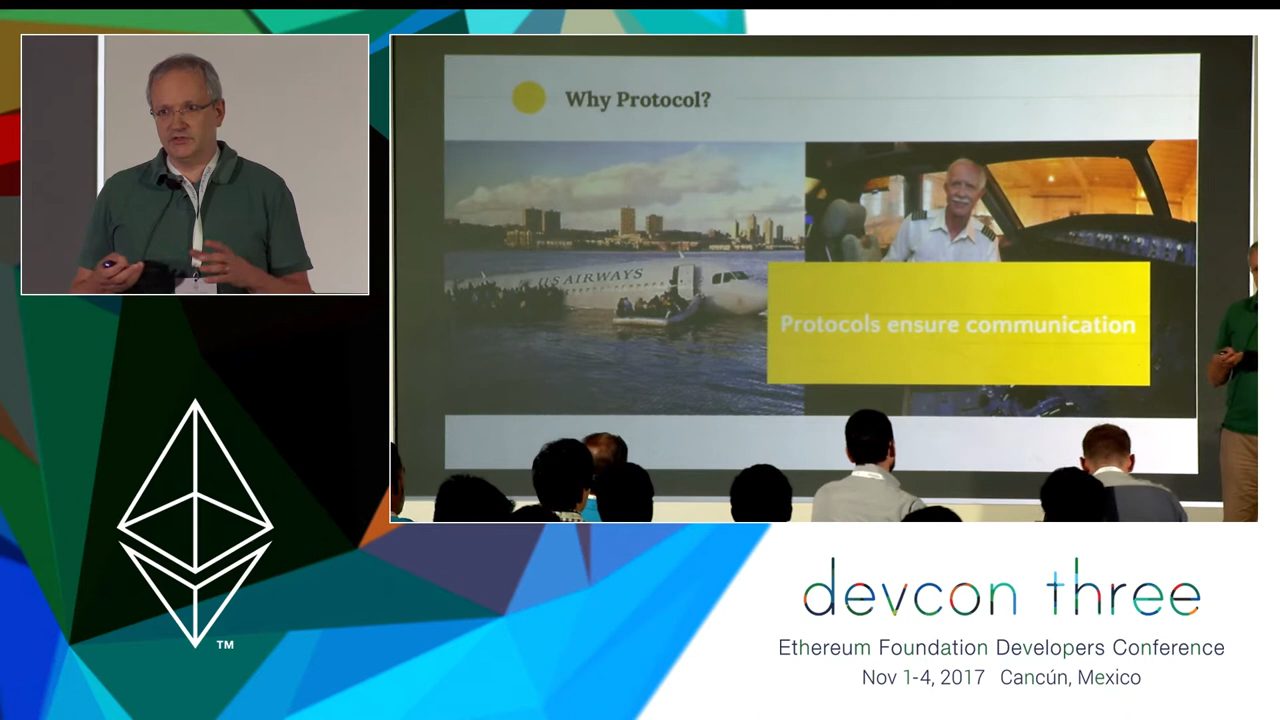 Why Protocol?
US AIRWAYS
Protocols ensure communication
TM
devcon three
Ethereum Foundation Developers Conference
Nov 1-4, 2017 Cancún, Mexico